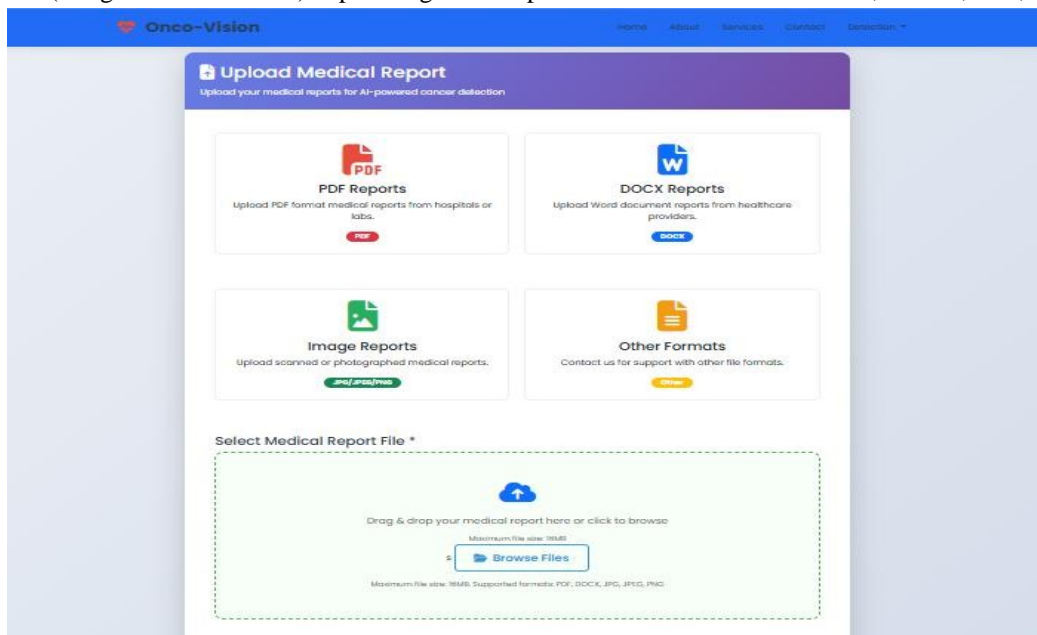 Onco-Vision
Home About Services Contact Detection
Upload Medical Report
Upload your medical reports for AI-powered cancer detection
PDF
PDF Reports
Upload PDF format medical reports from hospitals or
labs.
PDF
W
DOCX Reports
Upload Word document reports from healthcare
providers.
DOCX
Image Reports
Upload scanned or photographed medical reports.
JPG/JPEG/PNG
Other Formats
Contact us for support with other file formats.
Other
Select Medical Report File *
Drag & drop your medical report here or click to browse
Maximum file size: 16MB
s
Browse Files
Maximum file size: 16MB. Supported formats: PDF, DOCX, JPG, JPEG, PNG